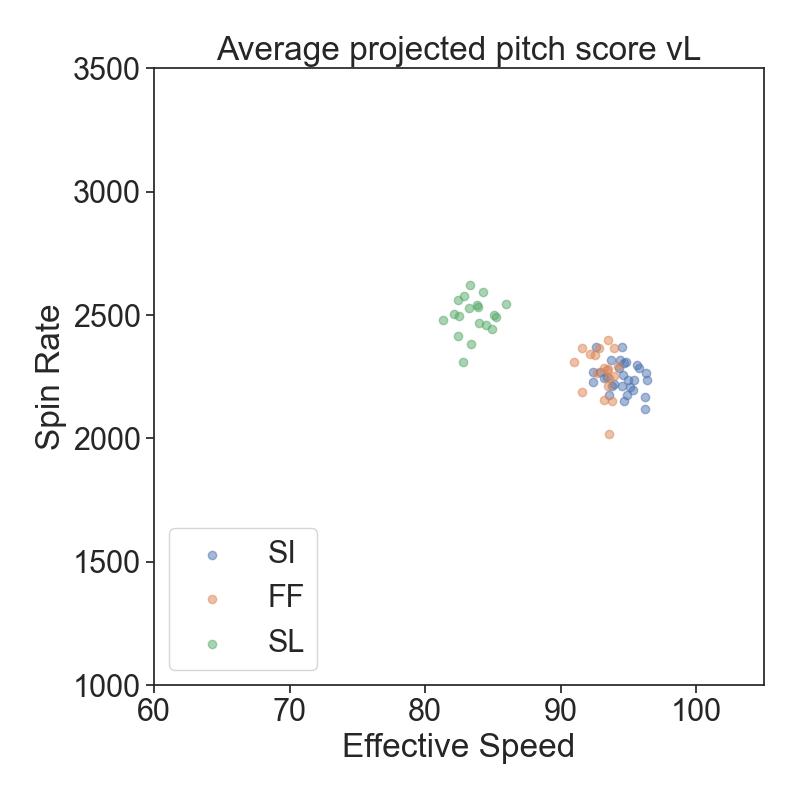 Average projected pitch score vL
3500
3000
2500
2000
1500
1000
Spin Rate
SI
FF
SL
60 70 80 90 100
Effective Speed